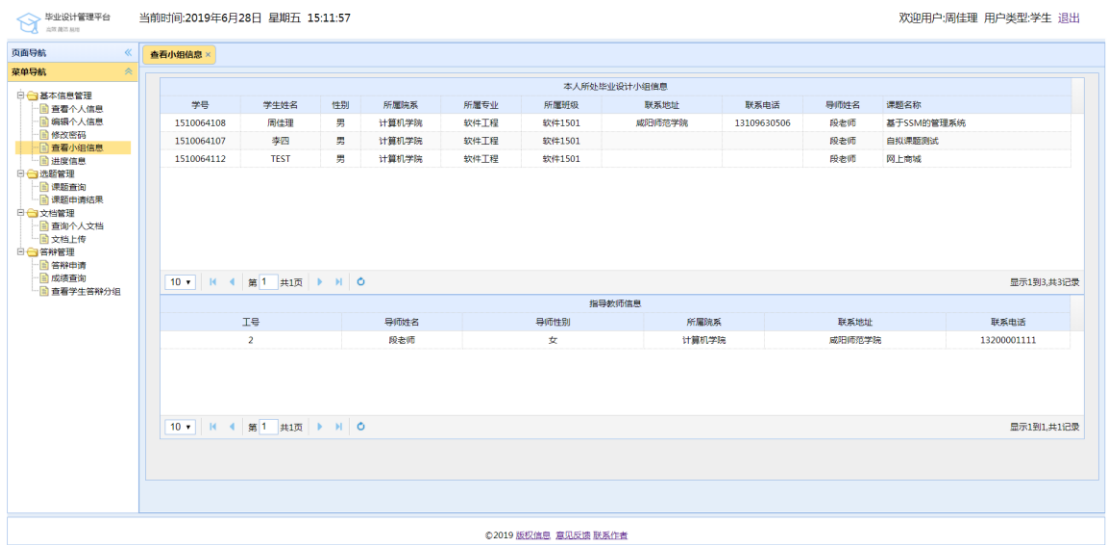 毕业设计管理平台
当前时间:2019年6月28日 星期五 15:11:57
欢迎用户:周佳理 用户类型:学生 退出
页面导航
查看小组信息
菜单导航
基本信息管理
查看个人信息
编辑个人信息
修改密码
查看小组信息
进度信息
选题管理
课题查询
课题申请结果
文档管理
查询个人文档
文档上传
答辩管理
答辩申请
成绩查询
查看学生答辩分组
本人所处毕业设计小组信息
学号 学生姓名 性别 所属院系 所属专业 所属班级 联系地址 联系电话 导师姓名 课题名称
1510064108 周佳理 男 计算机学院 软件工程 软件1501 咸阳师范学院 13109630506 段老师 基于SSM的管理系统
1510064107 李四 男 计算机学院 软件工程 软件1501 段老师 自拟课题测试
1510064112 TEST 男 计算机学院 软件工程 软件1501 段老师 网上商城
10 第 1 共1页 显示1到3,共3记录
指导教师信息
工号 导师姓名 导师性别 所属院系 联系地址 联系电话
2 段老师 女 计算机学院 咸阳师范学院 13200001111
10 第 1 共1页 显示1到1,共1记录
©2019 版权信息 意见反馈 联系作者